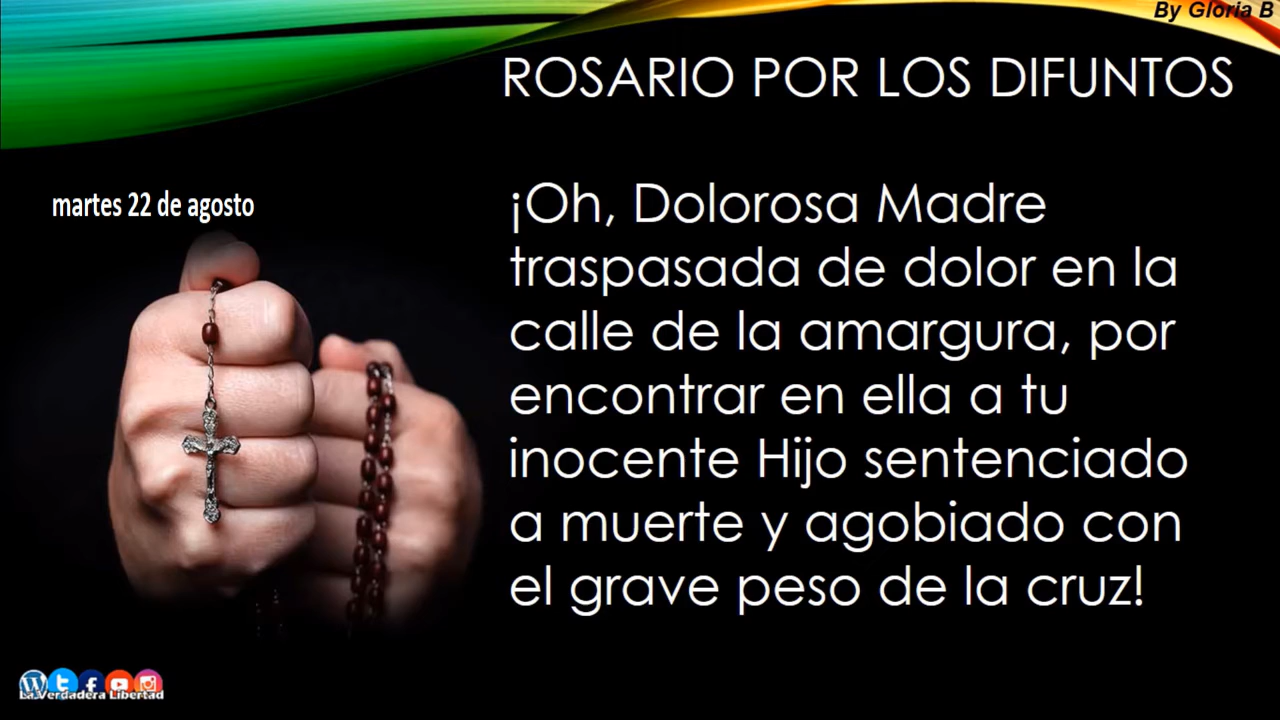 By Gloria B
ROSARIO POR LOS DIFUNTOS
martes 22 de agosto
¡Oh, Dolorosa Madre
traspasada de dolor en la
calle de la amargura, por
encontrar en ella a tu
inocente Hijo sentenciado
a muerte y agobiado con
el grave peso de la cruz!
La Verdadera Libertad